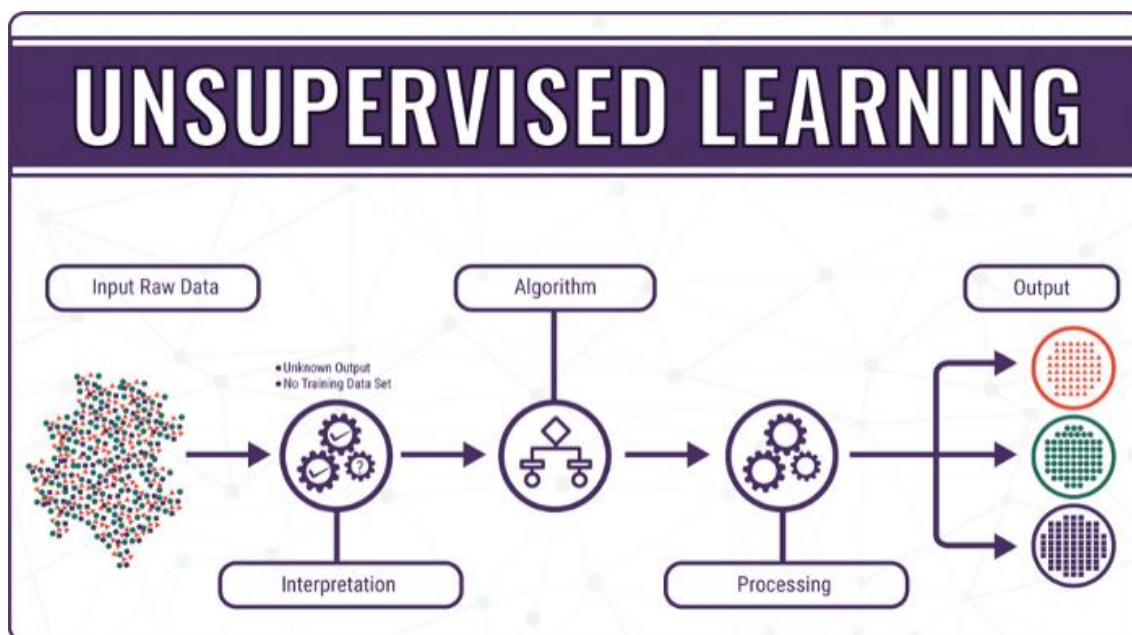 UNSUPERVISED LEARNING
Input Raw Data
Algorithm
Output
●Unknown Output
●No Training Data Set
?
Interpretation
Processing